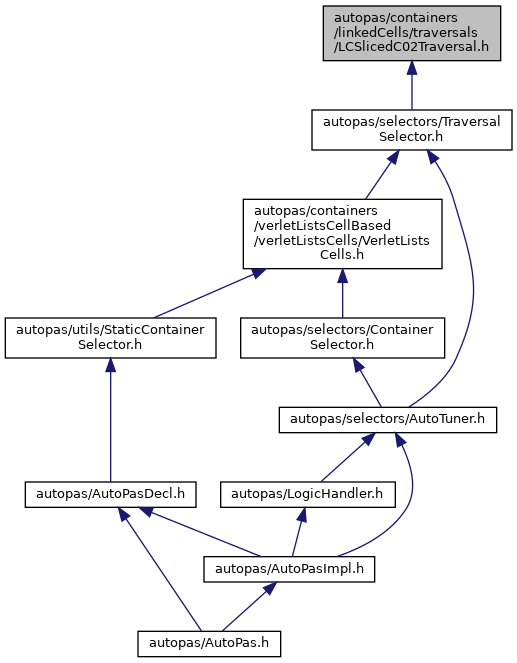 autopas/containers
/linkedCells/traversals
/LCSlicedC02Traversal.h
autopas/selectors/Traversal
Selector.h
autopas/containers
/verletListsCellBased
/verletListsCells/VerletLists
Cells.h
autopas/utils/StaticContainer
Selector.h
autopas/selectors/Container
Selector.h
autopas/selectors/AutoTuner.h
autopas/AutoPasDecl.h
autopas/LogicHandler.h
autopas/AutoPasImpl.h
autopas/AutoPas.h